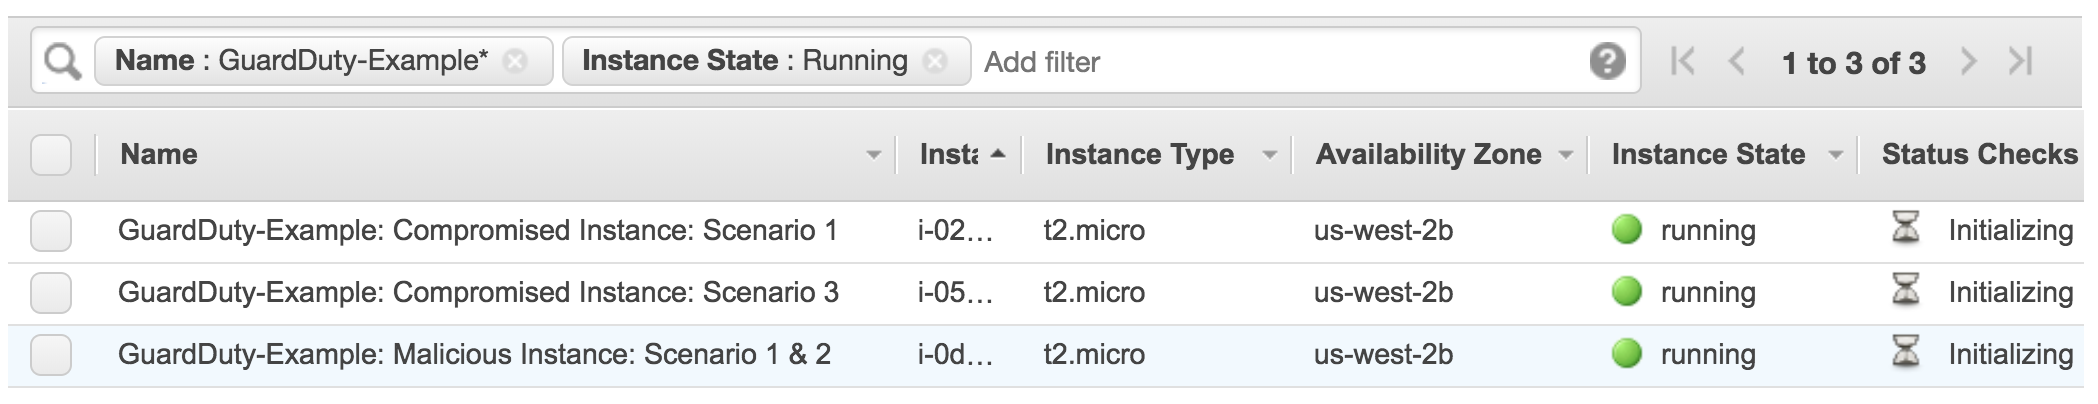 Name : GuardDuty-Example* Instance State : Running Add filter ? 1 to 3 of 3
Name Insta Instance Type Availability Zone Instance State Status Checks
GuardDuty-Example: Compromised Instance: Scenario 1 i-02... t2.micro us-west-2b running Initializing
GuardDuty-Example: Compromised Instance: Scenario 3 i-05... t2.micro us-west-2b running Initializing
GuardDuty-Example: Malicious Instance: Scenario 1 & 2 i-0d... t2.micro us-west-2b running Initializing